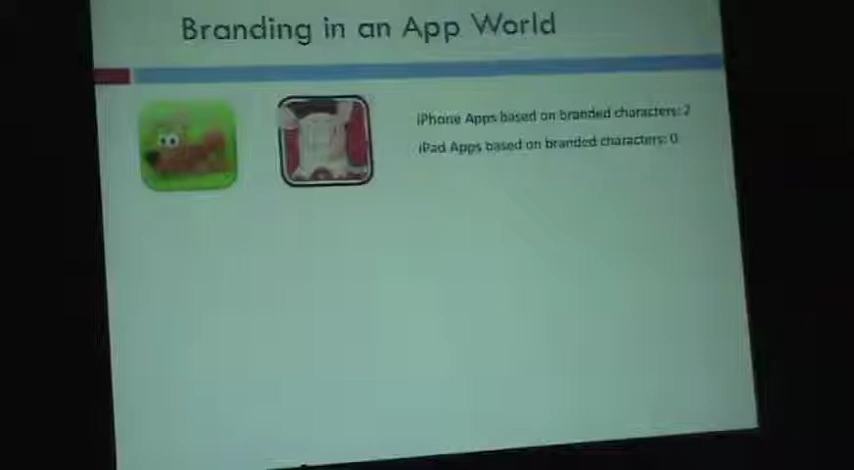 Branding in an App World
iPhone Apps based on branded characters: 2
iPad Apps based on branded characters: 0